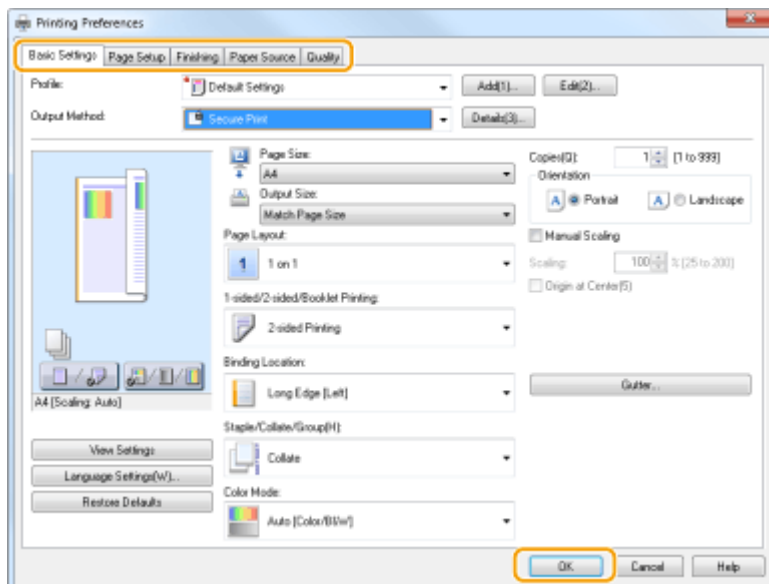 Printing Preferences
Basic Settings Page Setup Finishing Paper Source Quality
Profile: Default Settings Add(1)... Edit(2)...
Output Method: Secure Print Details(3)...
Page Size:
A4
Output Size:
Match Page Size
Page Layout:
1 1 on 1
1-sided/2-sided/Booklet Printing:
2-sided Printing
Binding Location:
Long Edge [Left]
Staple/Collate/Group(H):
Collate
Color Mode:
Auto [Color/B/W]
Copies(Q): 1 [1 to 999]
Orientation
A Portrait A Landscape
Manual Scaling
Scaling: 100 % [25 to 200]
Origin at Center(5)
Gutter...
A4 [Scaling: Auto]
View Settings
Language Settings(W)...
Restore Defaults
OK Cancel Help